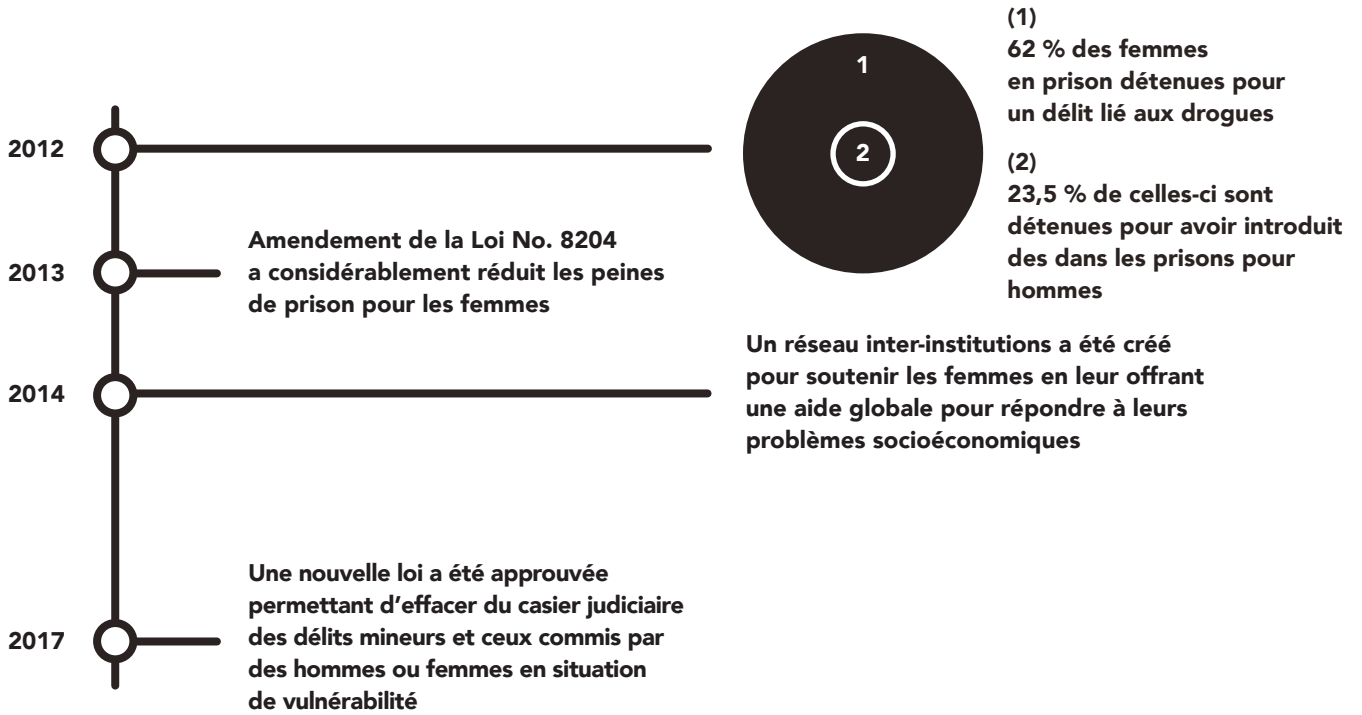 2012
1
2
(1)
62 % des femmes
en prison détenues pour
un délit lié aux drogues
(2)
23,5 % de celles-ci sont
détenues pour avoir introduit
des dans les prisons pour
hommes
2013
Amendement de la Loi No. 8204
a considérablement réduit les peines
de prison pour les femmes
2014
Un réseau inter-institutions a été créé
pour soutenir les femmes en leur offrant
une aide globale pour répondre à leurs
problèmes socioéconomiques
2017
Une nouvelle loi a été approuvée
permettant d’effacer du casier judiciaire
des délits mineurs et ceux commis par
des hommes ou femmes en situation
de vulnérabilité